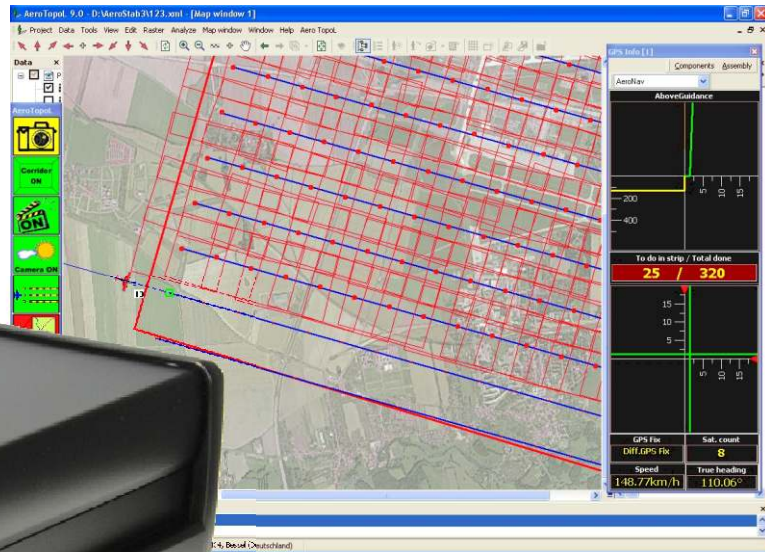 AeroTopoL 9.0 - D:\AeroStab3\123.xml - [Map window 1]
Project Data Tools View Edit Raster Analyze Map window Window Help Aero TopoL
Data
AeroTopoL
Corridor
ON
ON
Camera ON
13
GPS Info [1]
Components Assembly
AeroNav
AboveGuidance
200
400
5 10 15
To do in strip / Total done
25 / 320
15
10
5
5 10 15
GPS Fix Sat. count
Diff.GPS Fix 8
Speed True heading
148.77km/h 110.06°
Bessel (Deutschland)